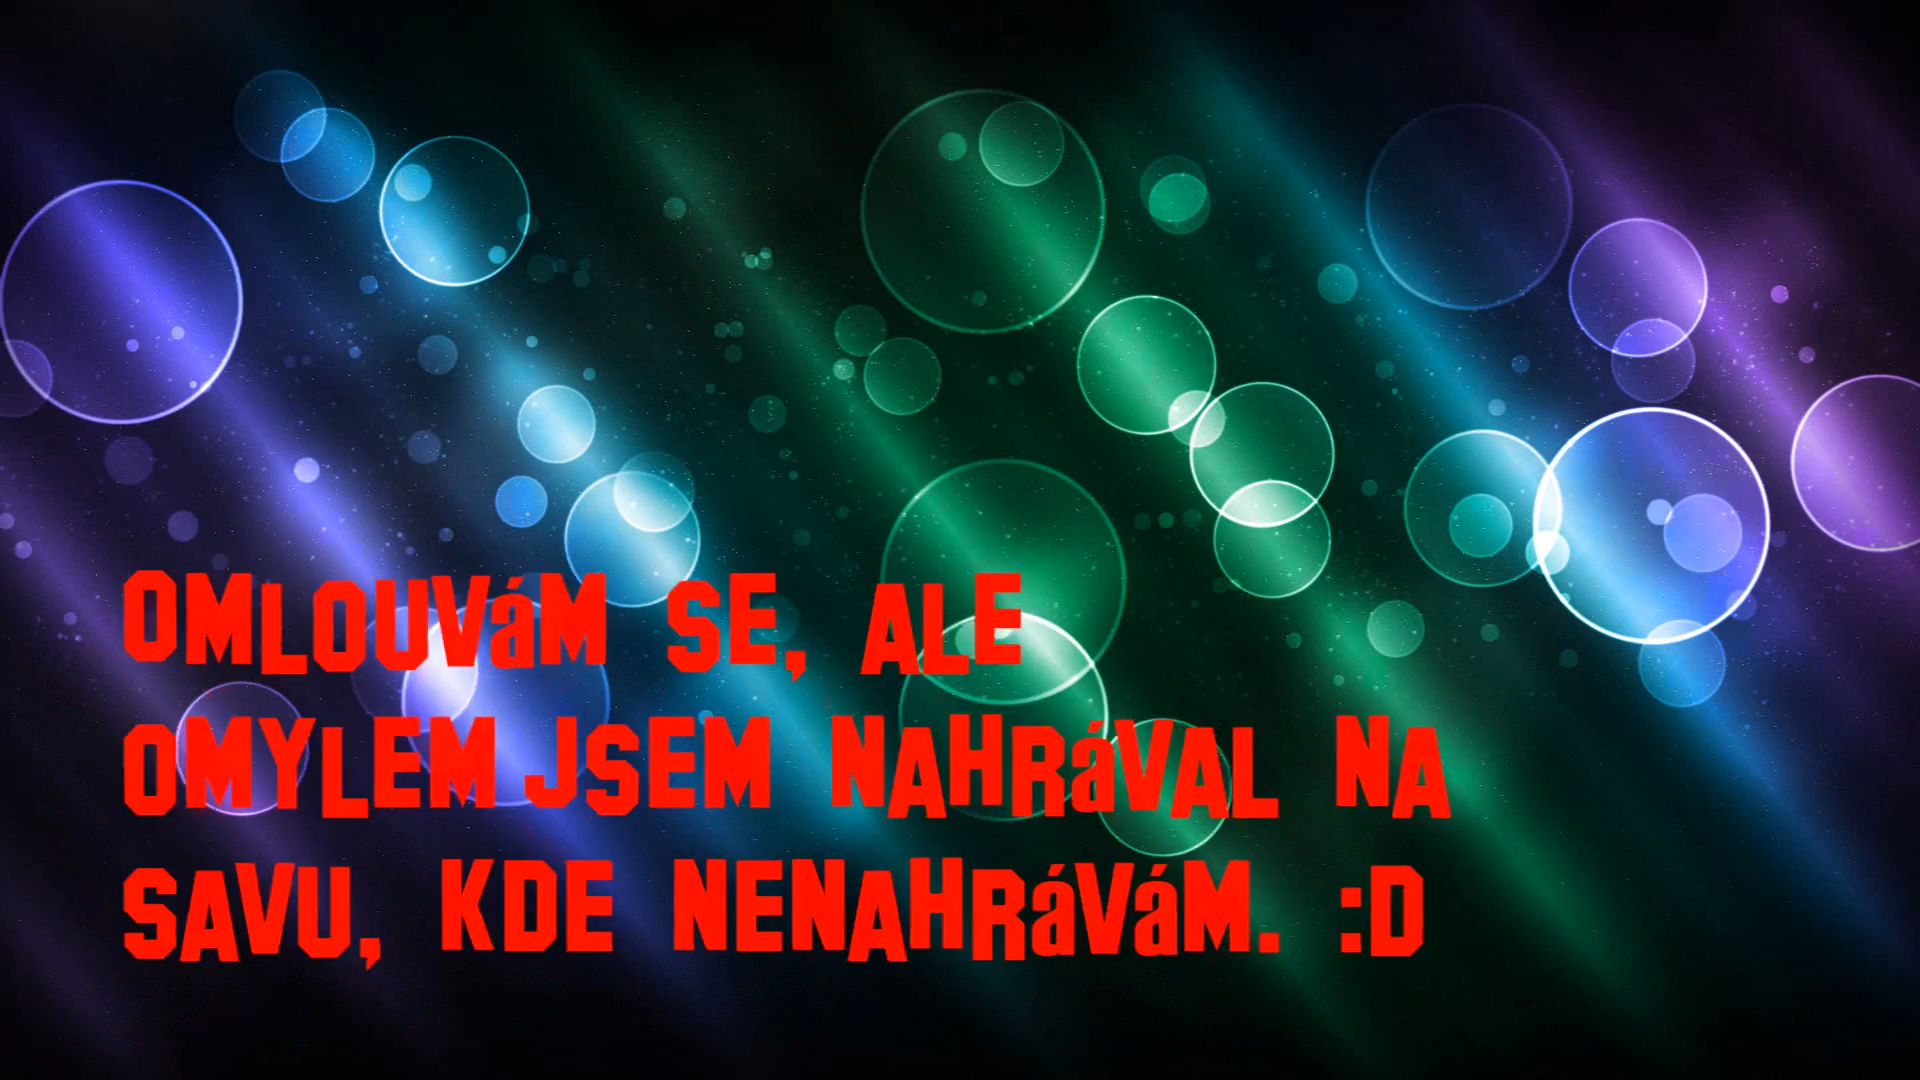 OMLOUVáM SE, ALE
OMYLEM JSEM NAHRáVAL NA
SAVU, KDE NENAHRáVáM. :D